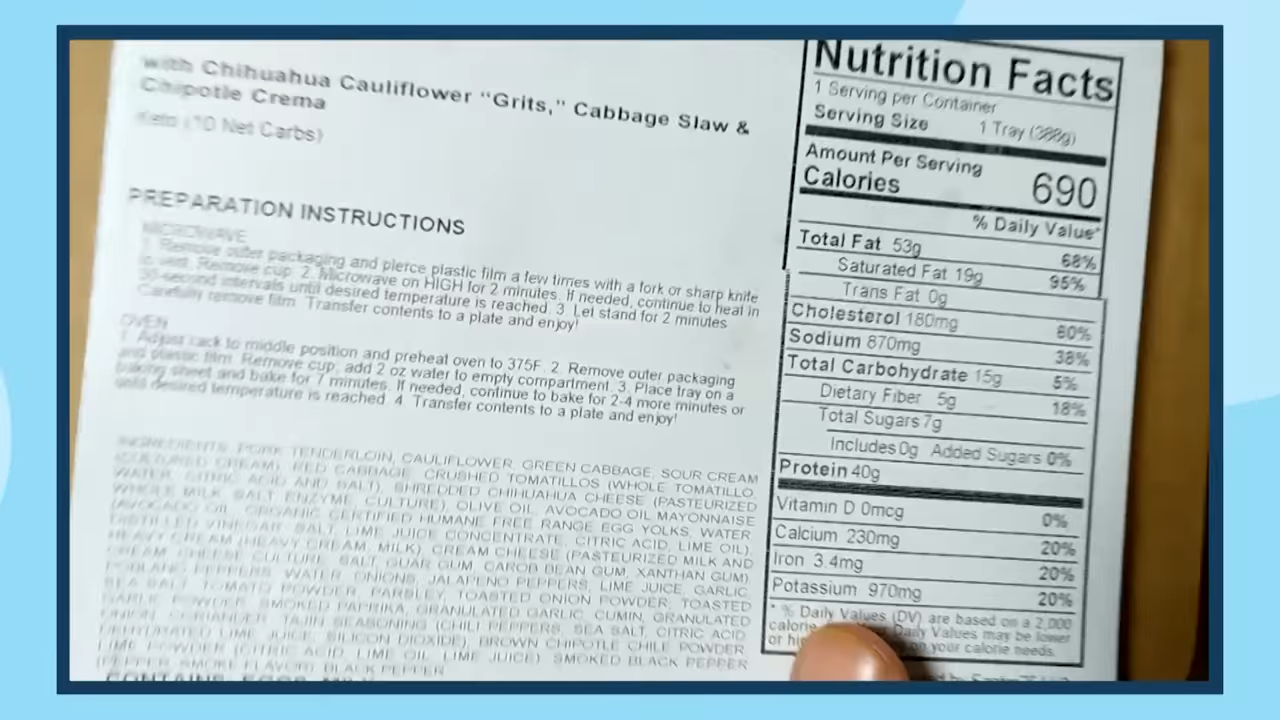 with Chihuahua Cauliflower “Grits,” Cabbage Slaw &
Chipotle Crema
Keto (10 Net Carbs)
PREPARATION INSTRUCTIONS
MICROWAVE
1. Remove outer packaging and pierce plastic film a few times with a fork or sharp knife
to vent. Remove cup. 2. Microwave on HIGH for 2 minutes. If needed, continue to heat in
30-second intervals until desired temperature is reached. 3. Let stand for 2 minutes
Carefully remove film. Transfer contents to a plate and enjoy!
OVEN
1. Adjust rack to middle position and preheat oven to 375F. 2. Remove outer packaging
and plastic film. Remove cup, add 2 oz water to empty compartment. 3. Place tray on a
baking sheet and bake for 7 minutes. If needed, continue to bake for 2-4 more minutes or
until desired temperature is reached. 4. Transfer contents to a plate and enjoy!
INGREDIENTS: PORK TENDERLOIN, CAULIFLOWER, GREEN CABBAGE, SOUR CREAM
(CULTURED CREAM), RED CABBAGE, CRUSHED TOMATILLOS (WHOLE TOMATILLO,
WATER, CITRIC ACID AND SALT), SHREDDED CHIHUAHUA CHEESE (PASTEURIZED
WHOLE MILK, SALT, ENZYME, CULTURE), OLIVE OIL, AVOCADO OIL MAYONNAISE
(AVOCADO OIL, ORGANIC CERTIFIED HUMANE FREE RANGE EGG YOLKS, WATER,
DISTILLED VINEGAR, SALT, LIME JUICE CONCENTRATE, CITRIC ACID, LIME OIL),
HEAVY CREAM (HEAVY CREAM, MILK), CREAM CHEESE (PASTEURIZED MILK AND
CREAM, CHEESE CULTURE, SALT, GUAR GUM, CAROB BEAN GUM, XANTHAN GUM),
POBLANO PEPPERS, WATER, ONIONS, JALAPENO PEPPERS, LIME JUICE, GARLIC,
SEA SALT, TOMATO POWDER, PARSLEY, TOASTED ONION POWDER, TOASTED
GARLIC POWDER, SMOKED PAPRIKA, GRANULATED GARLIC, CUMIN, GRANULATED
ONION, CORIANDER, TAJIN SEASONING (CHILI PEPPERS, SEA SALT, CITRIC ACID,
DEHYDRATED LIME JUICE, SILICON DIOXIDE), BROWN CHIPOTLE CHILE POWDER,
LIME POWDER (CITRIC ACID, LIME OIL, LIME JUICE), SMOKED BLACK PEPPER
(PEPPER, SMOKE FLAVOR), BLACK PEPPER
CONTAINS: EGGS, MILK
Nutrition Facts
1 Serving per Container
Serving Size 1 Tray (388g)
Amount Per Serving
Calories 690
% Daily Value*
Total Fat 53g 68%
Saturated Fat 19g 95%
Trans Fat 0g
Cholesterol 180mg 60%
Sodium 870mg 38%
Total Carbohydrate 15g 5%
Dietary Fiber 5g 18%
Total Sugars 7g
Includes 0g Added Sugars 0%
Protein 40g
Vitamin D 0mcg 0%
Calcium 230mg 20%
Iron 3.4mg 20%
Potassium 970mg 20%
* % Daily Values (DV) are based on a 2,000
calorie Daily Values may be lower
or on your calorie needs.